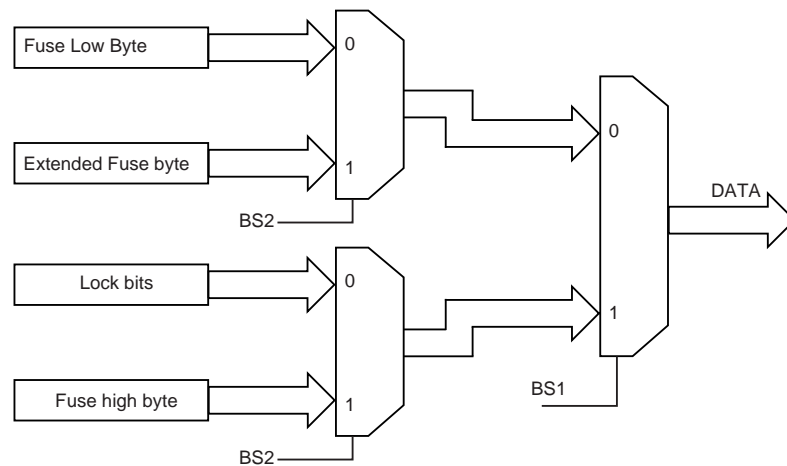 Fuse Low Byte
0
Extended Fuse byte
1
BS2
0
DATA
Lock bits
0
1
Fuse high byte
1
BS1
BS2